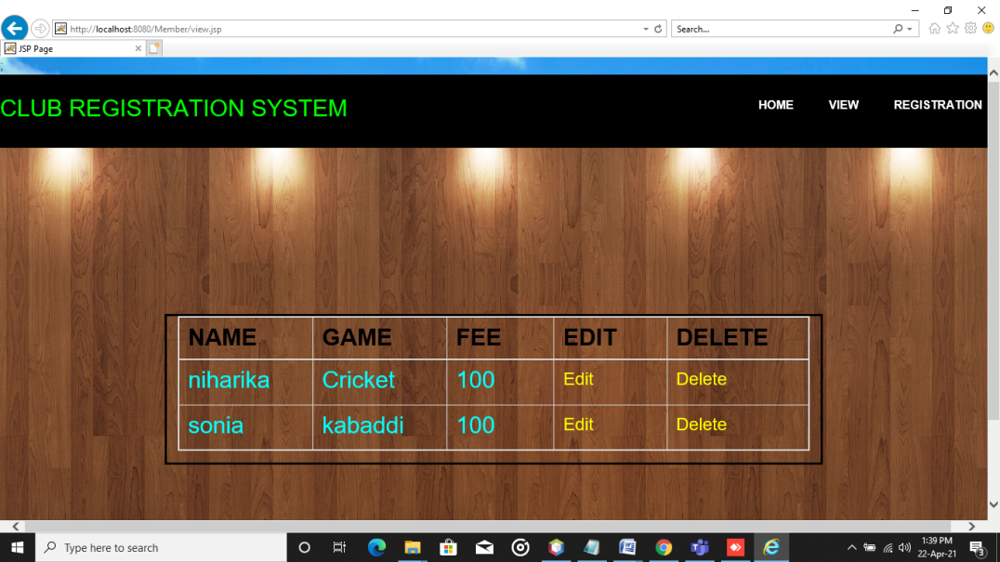 http://localhost:8080/Member/view.jsp
Search...
JSP Page
;
CLUB REGISTRATION SYSTEM
HOME VIEW REGISTRATION
NAME GAME FEE EDIT DELETE
niharika Cricket 100 Edit Delete
sonia kabaddi 100 Edit Delete
Type here to search
1:39 PM
22-Apr-21
3